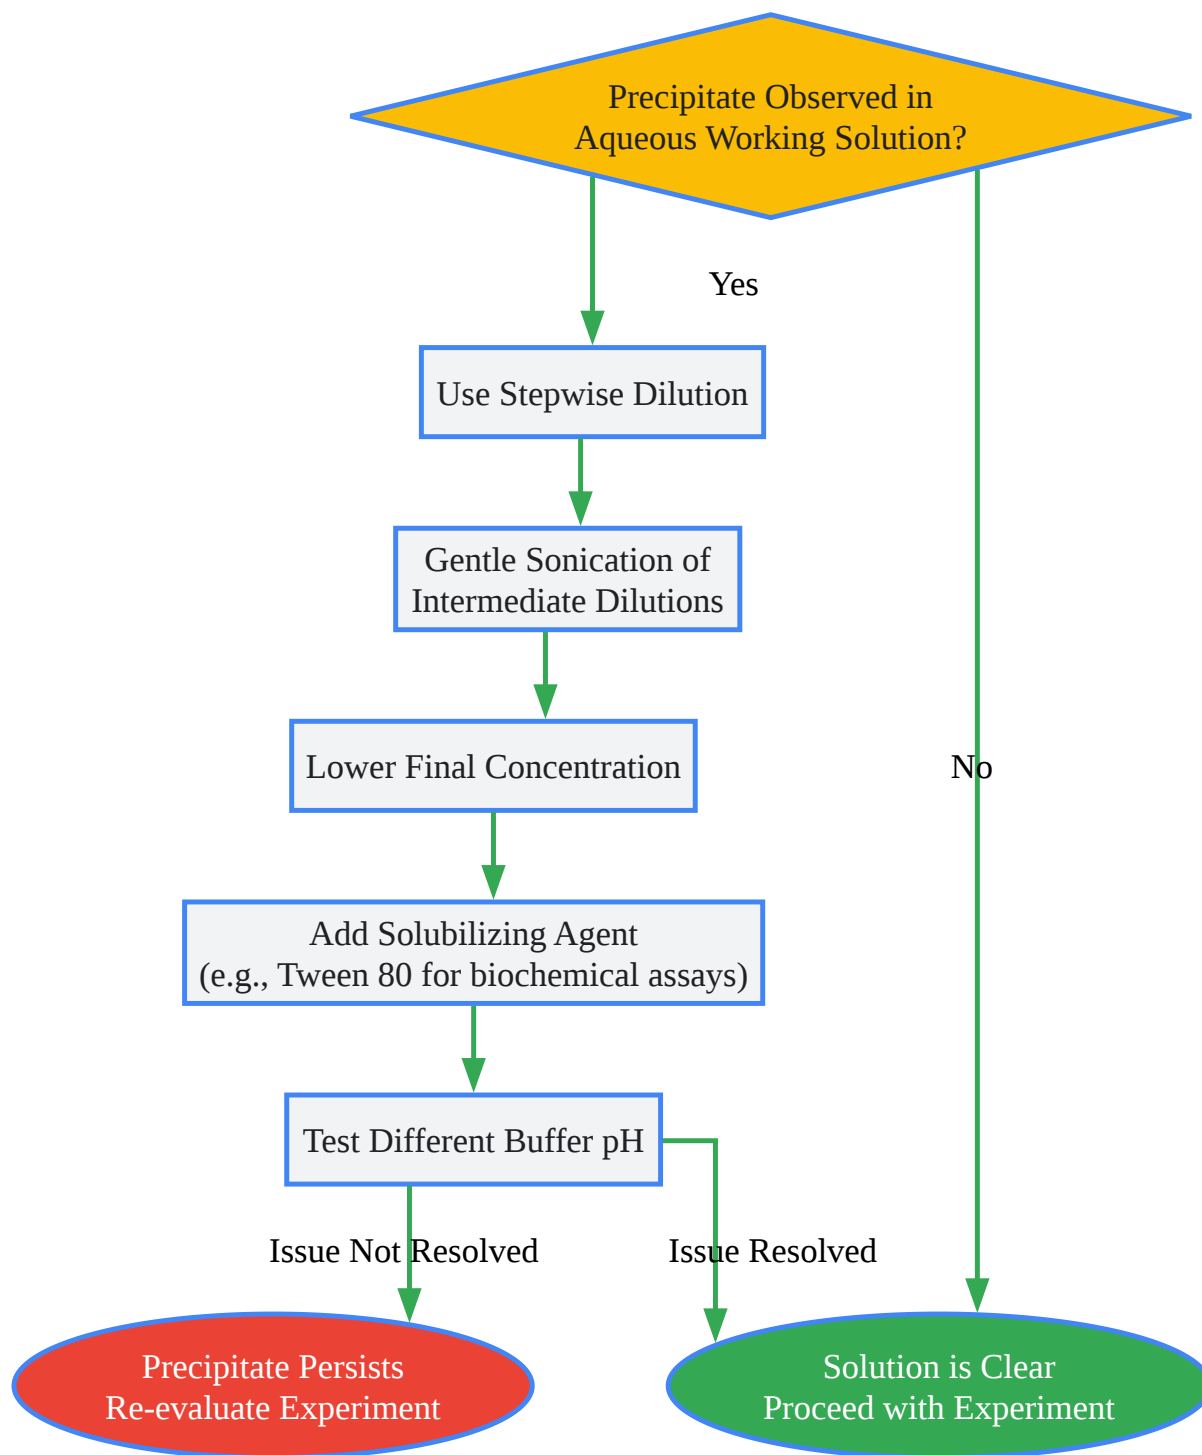 Precipitate Observed in
Aqueous Working Solution?
Yes
Use Stepwise Dilution
Gentle Sonication of
Intermediate Dilutions
Lower Final Concentration
No
Add Solubilizing Agent
(e.g., Tween 80 for biochemical assays)
Test Different Buffer pH
Issue Not Resolved
Issue Resolved
Precipitate Persists
Re-evaluate Experiment
Solution is Clear
Proceed with Experiment